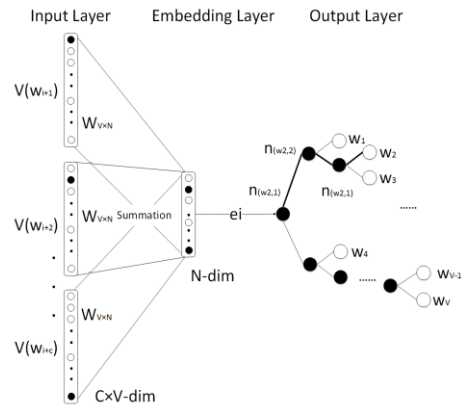 Input Layer
Embedding Layer
Output Layer
V(wi+1)
WV×N
V(wi+2)
WV×N
Summation
V(wi+c)
WV×N
C×V-dim
N-dim
ei
n(w2,1)
n(w2,2)
n(w2,1)
w1
w2
w3
......
w4
......
wV-1
wV